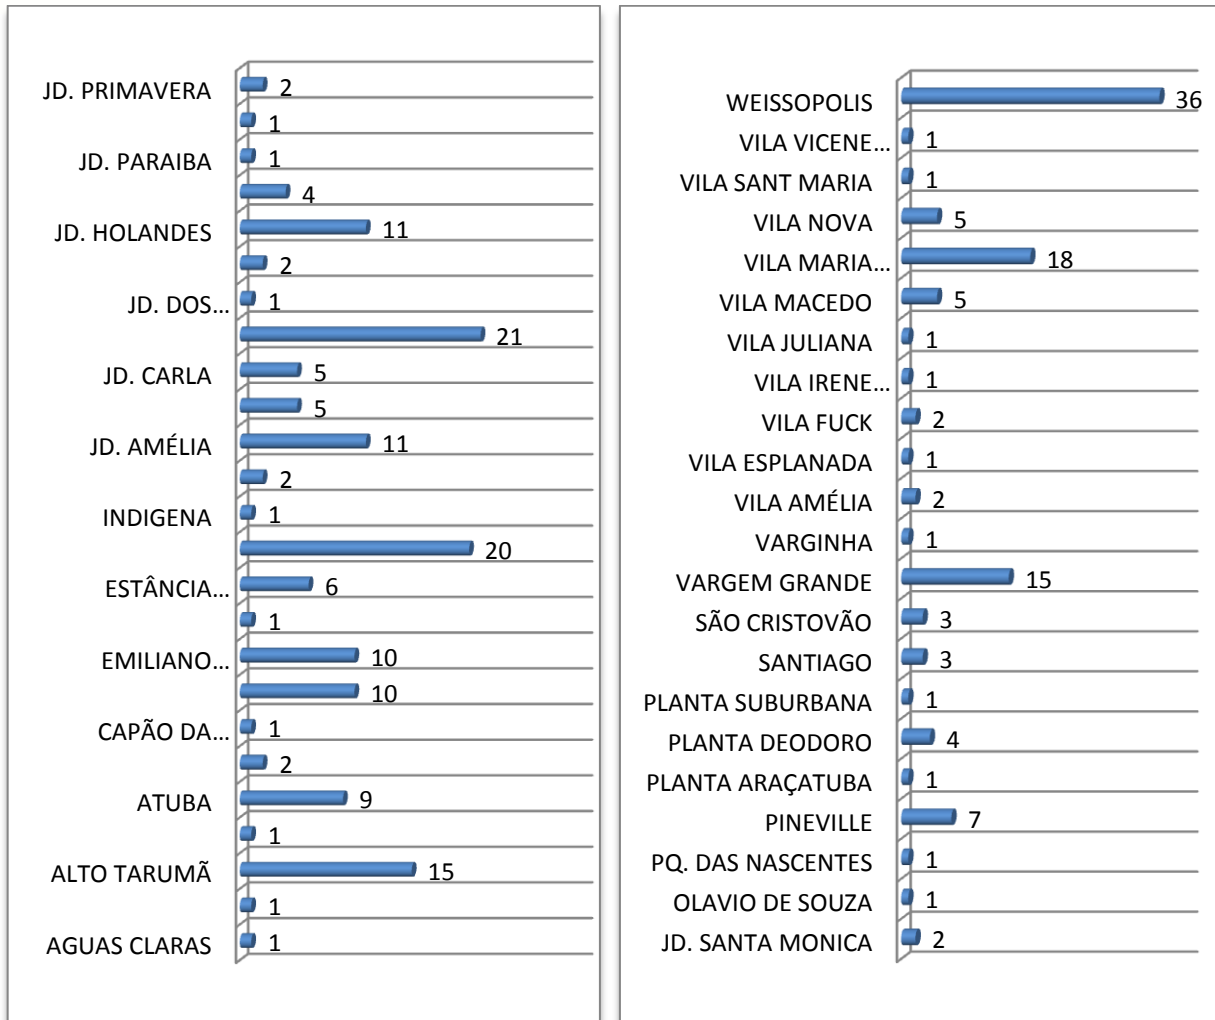 JD. PRIMAVERA 2
1
JD. PARAIBA 1
4
JD. HOLANDES 11
2
JD. DOS... 1
21
JD. CARLA 5
5
JD. AMÉLIA 11
2
INDIGENA 1
20
ESTÂNCIA... 6
1
EMILIANO... 10
10
CAPÃO DA... 1
2
ATUBA 9
1
ALTO TARUMÃ 15
1
AGUAS CLARAS 1
WEISSOPOLIS 36
VILA VICENE... 1
VILA SANT MARIA 1
VILA NOVA 5
VILA MARIA... 18
VILA MACEDO 5
VILA JULIANA 1
VILA IRENE... 1
VILA FUCK 2
VILA ESPLANADA 1
VILA AMÉLIA 2
VARGINHA 1
VARGEM GRANDE 15
SÃO CRISTOVÃO 3
SANTIAGO 3
PLANTA SUBURBANA 1
PLANTA DEODORO 4
PLANTA ARAÇATUBA 1
PINEVILLE 7
PQ. DAS NASCENTES 1
OLAVIO DE SOUZA 1
JD. SANTA MONICA 2